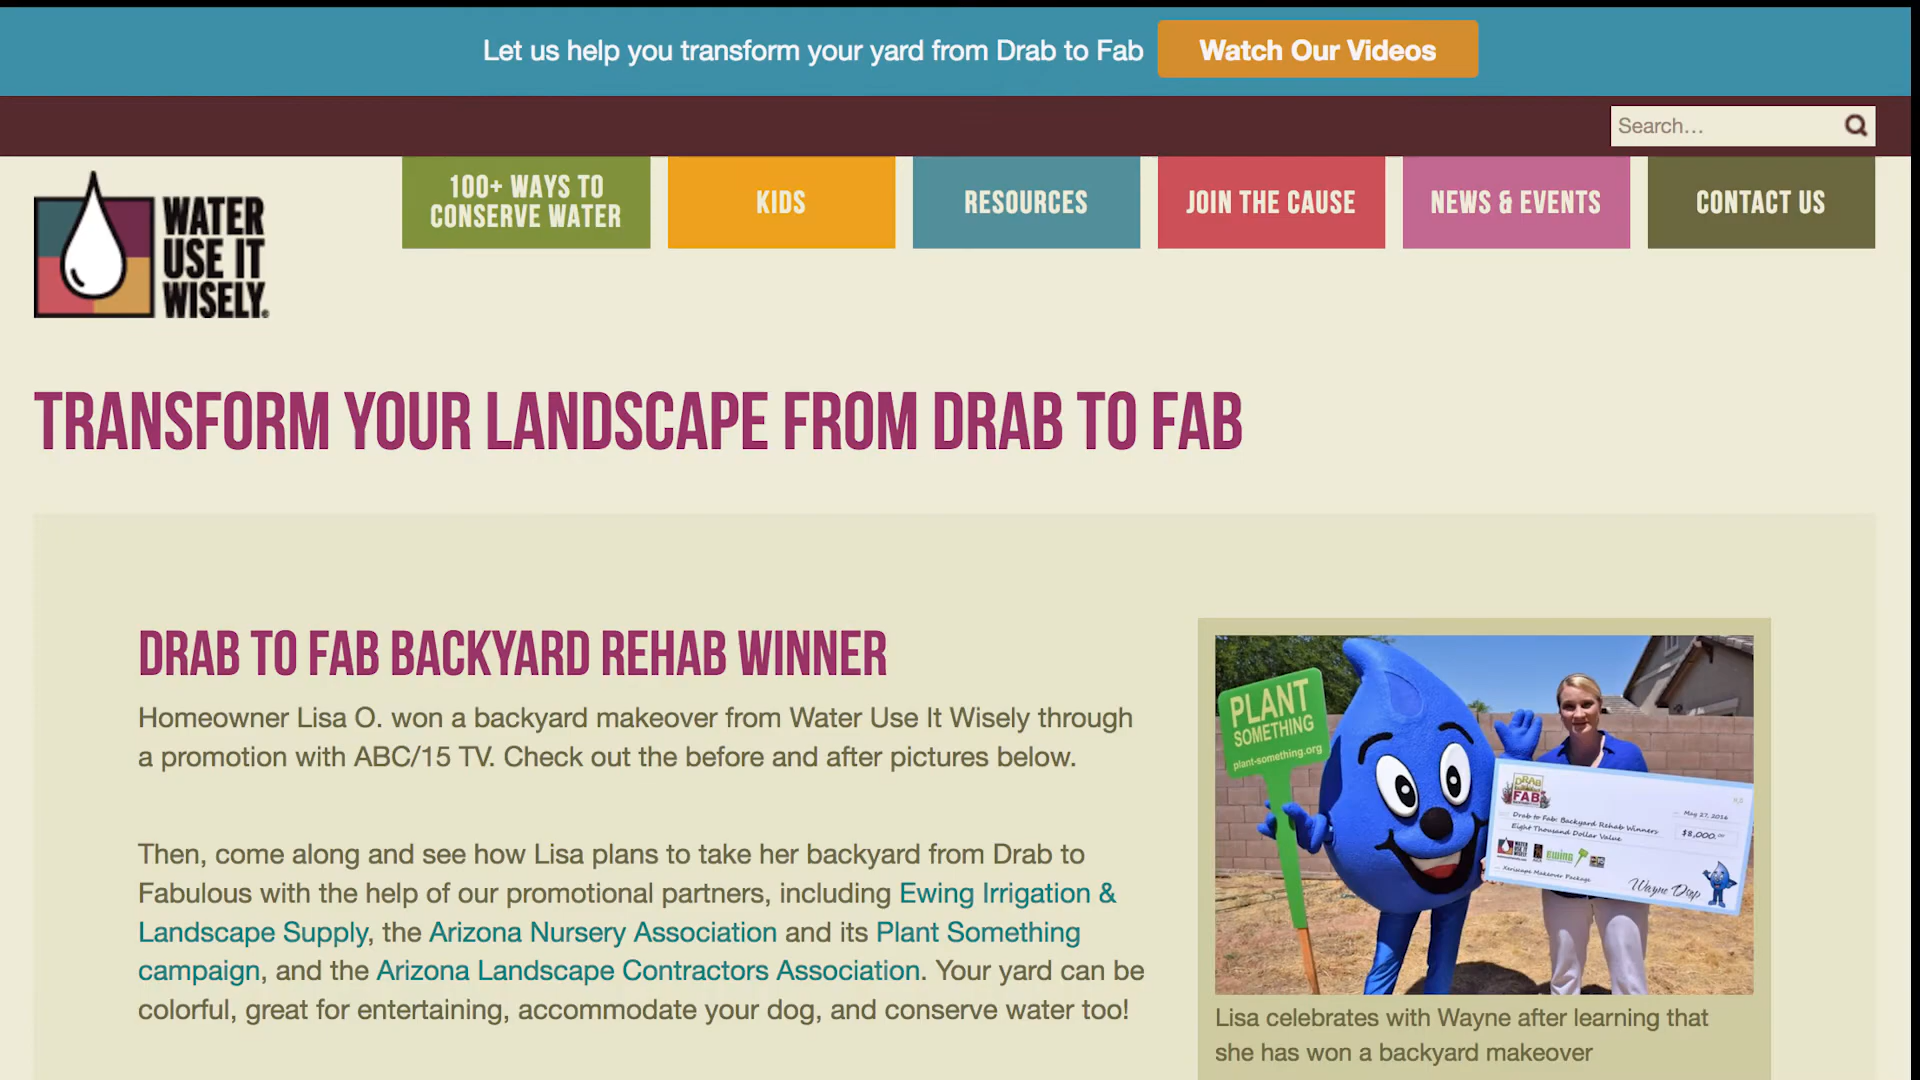 Let us help you transform your yard from Drab to Fab
Watch Our Videos
Search...
WATER
USE IT
WISELY®
100+ WAYS TO
CONSERVE WATER
KIDS
RESOURCES
JOIN THE CAUSE
NEWS & EVENTS
CONTACT US
TRANSFORM YOUR LANDSCAPE FROM DRAB TO FAB
DRAB TO FAB BACKYARD REHAB WINNER
Homeowner Lisa O. won a backyard makeover from Water Use It Wisely through
a promotion with ABC/15 TV. Check out the before and after pictures below.
Then, come along and see how Lisa plans to take her backyard from Drab to
Fabulous with the help of our promotional partners, including Ewing Irrigation &
Landscape Supply, the Arizona Nursery Association and its Plant Something
campaign, and the Arizona Landscape Contractors Association. Your yard can be
colorful, great for entertaining, accommodate your dog, and conserve water too!
PLANT
SOMETHING
plant-something.org
DRAB
FAB
May 27, 2016
Drab to Fab: Backyard Rehab Winners
$8,000.00
Eight Thousand Dollar Value
EWING
Xeriscape Makeover Package
Wayne Drop
Lisa celebrates with Wayne after learning that
she has won a backyard makeover